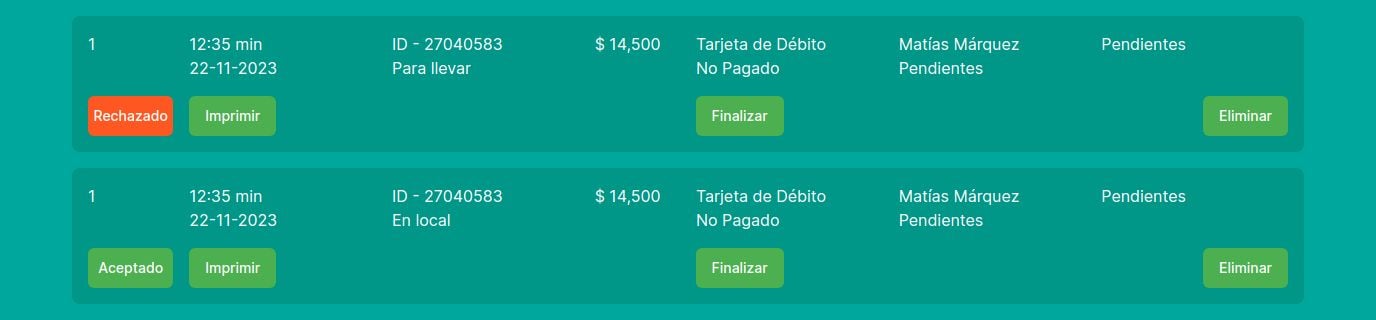 1 12:35 min ID - 27040583 $ 14,500 Tarjeta de Débito Matías Márquez Pendientes
22-11-2023 Para llevar No Pagado Pendientes
Rechazado Imprimir Finalizar Eliminar
1 12:35 min ID - 27040583 $ 14,500 Tarjeta de Débito Matías Márquez Pendientes
22-11-2023 En local No Pagado Pendientes
Aceptado Imprimir Finalizar Eliminar